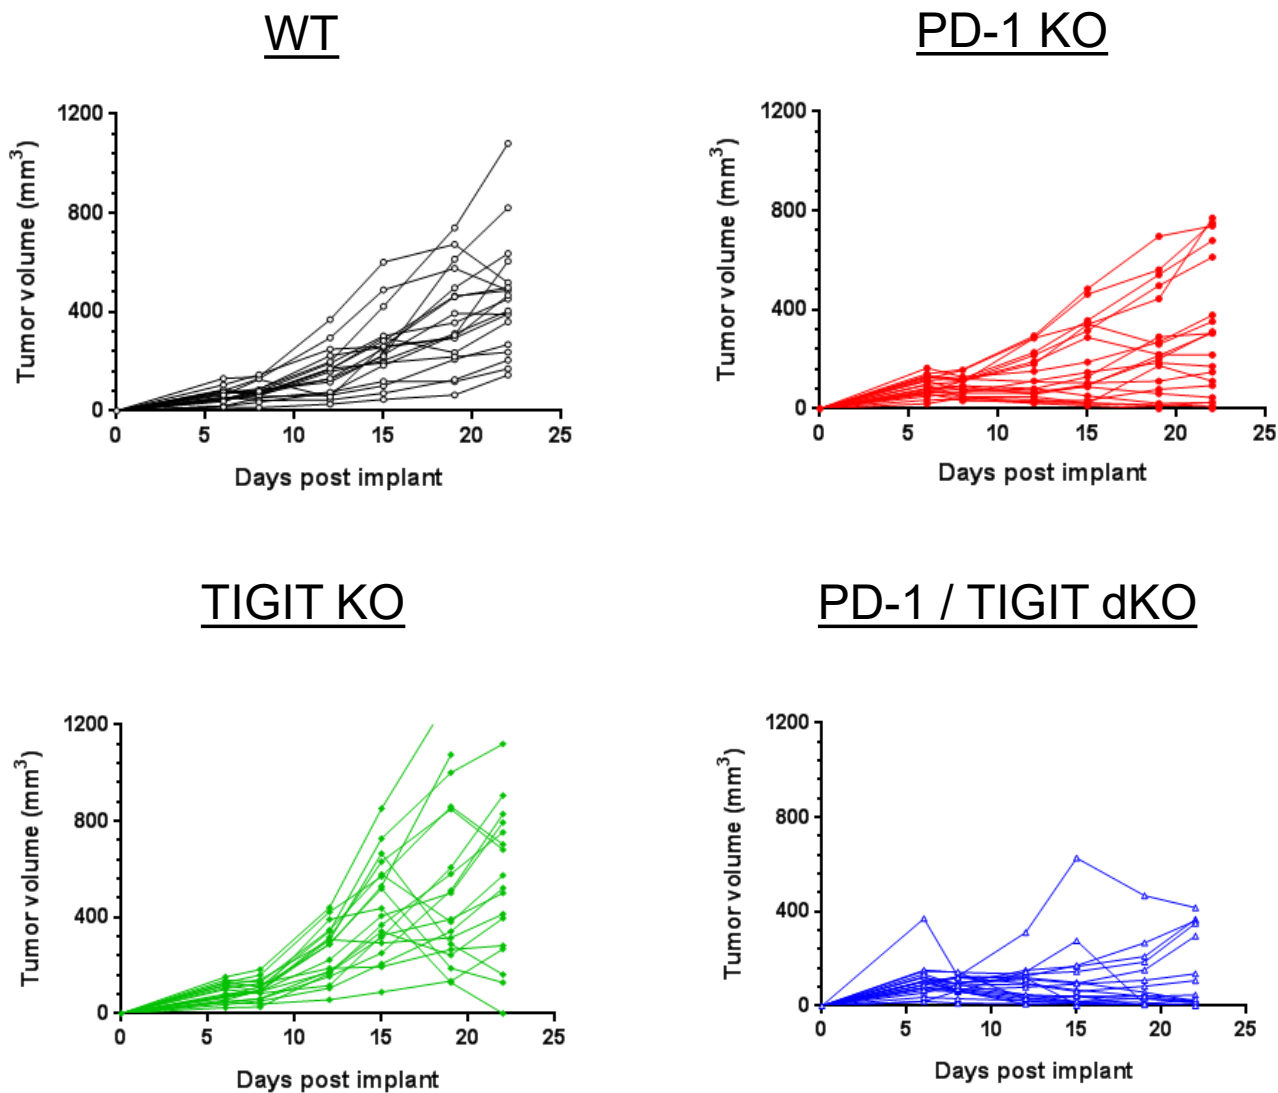 WT
1200
800
400
0
Tumor volume (mm³)
0 5 10 15 20 25
Days post implant
PD-1 KO
1200
800
400
0
Tumor volume (mm³)
0 5 10 15 20 25
Days post implant
TIGIT KO
1200
800
400
0
Tumor volume (mm³)
0 5 10 15 20 25
Days post implant
PD-1 / TIGIT dKO
1200
800
400
0
Tumor volume (mm³)
0 5 10 15 20 25
Days post implant